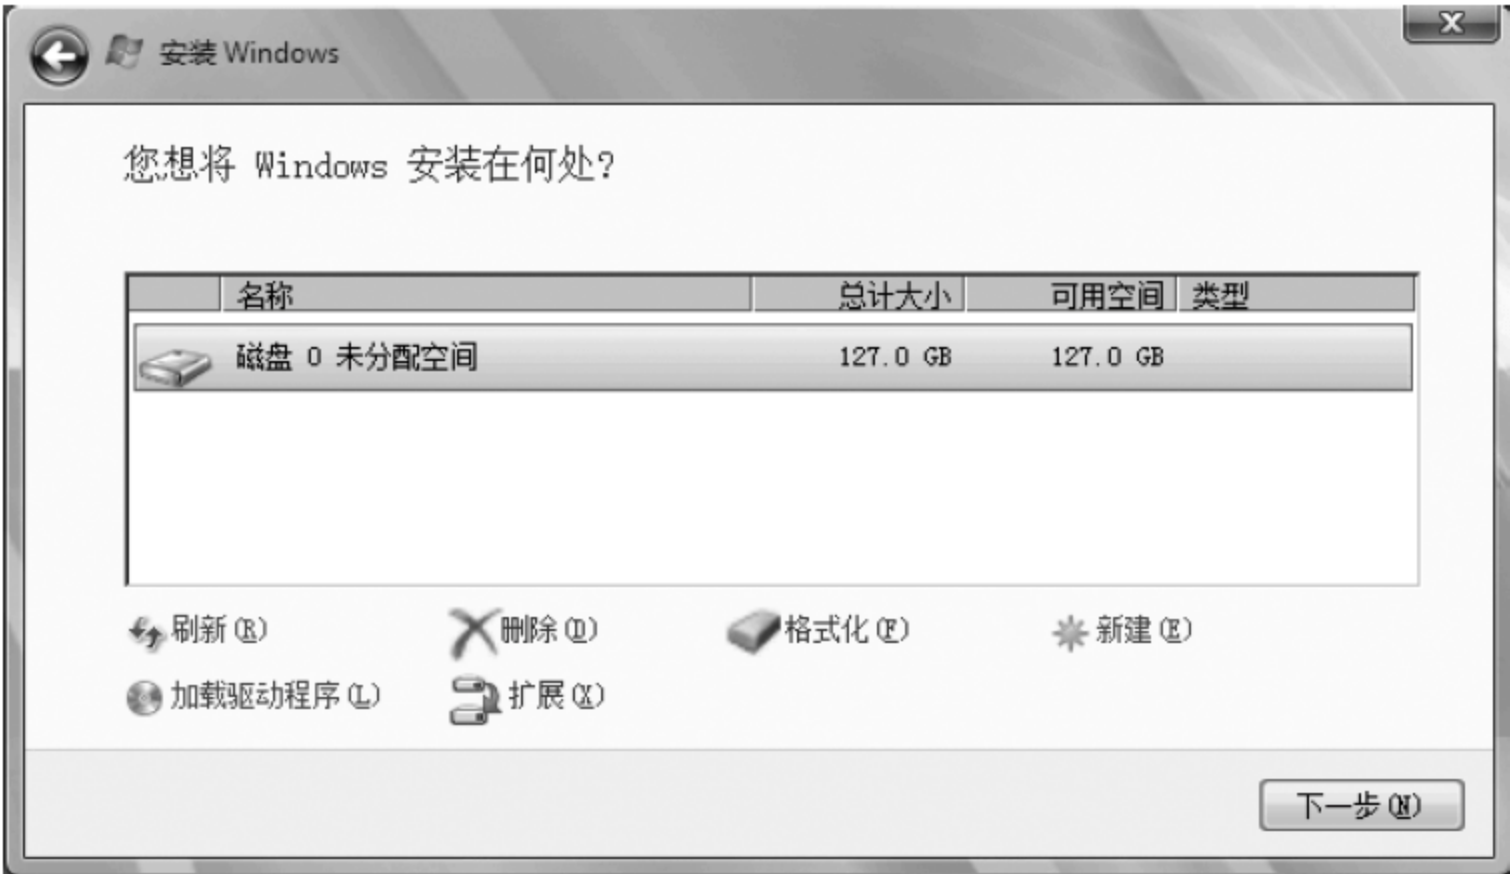 安装 Windows
您想将 Windows 安装在何处?
名称 总计大小 可用空间 类型
磁盘 0 未分配空间 127.0 GB 127.0 GB
刷新(R) 删除(D) 格式化(F) 新建(E)
加载驱动程序(L) 扩展(X)
下一步(N)